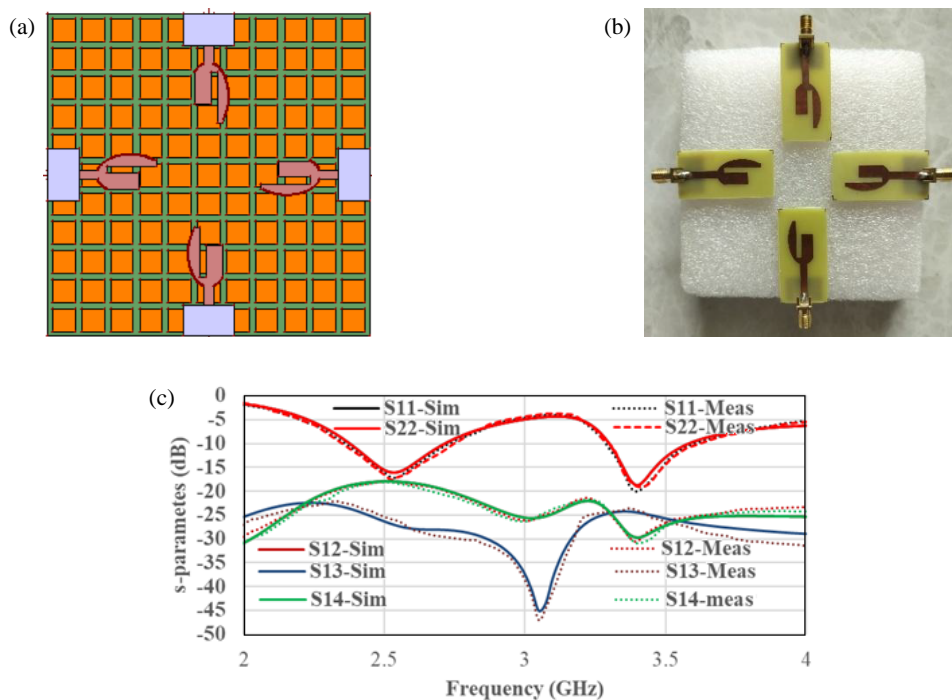 (a)
(b)
(c)
0
-5
-10
-15
-20
-25
-30
-35
-40
-45
-50
s-parametes (dB)
S11-Sim
S11-Meas
S22-Sim
S22-Meas
S12-Sim
S12-Meas
S13-Sim
S13-Meas
S14-Sim
S14-meas
2
2.5
3
3.5
4
Frequency (GHz)